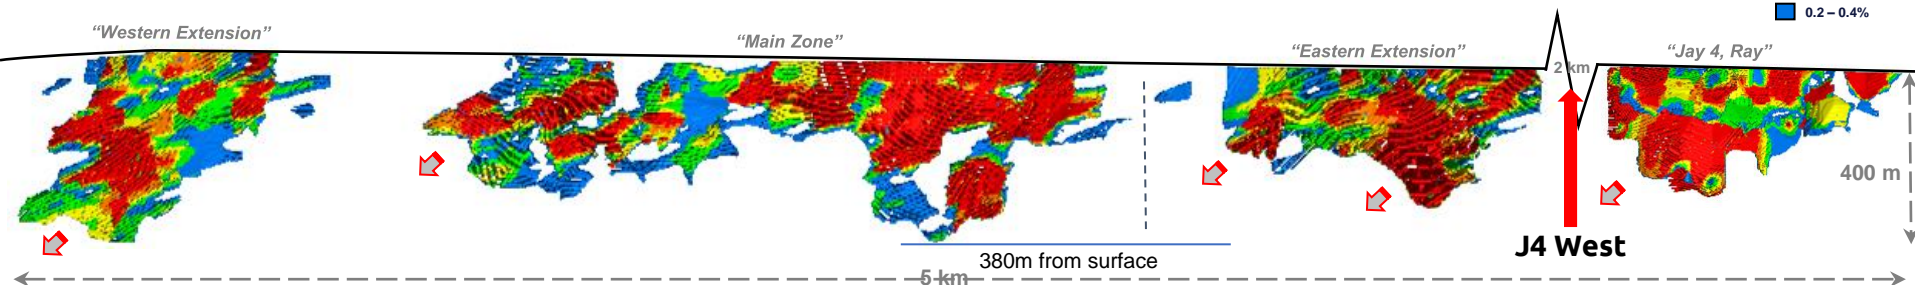 0.2 – 0.4%
“Western Extension”
“Main Zone”
“Eastern Extension”
“Jay 4, Ray”
2 km
400 m
J4 West
380m from surface
5 km